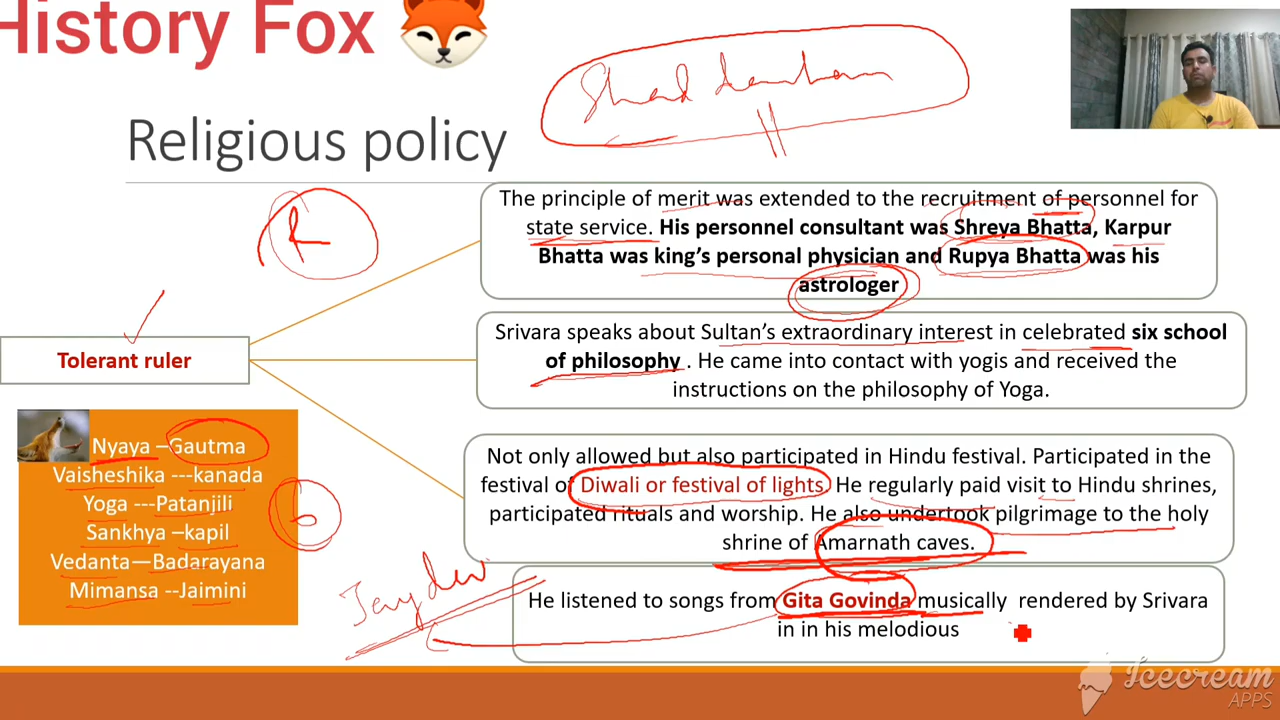 History Fox
Shad darshan
Religious policy
R
The principle of merit was extended to the recruitment of personnel for
state service. His personnel consultant was Shreya Bhatta, Karpur
Bhatta was king's personal physician and Rupya Bhatta was his
astrologer
Tolerant ruler
Srivara speaks about Sultan's extraordinary interest in celebrated six school
of philosophy . He came into contact with yogis and received the
instructions on the philosophy of Yoga.
Nyaya –Gautma
Vaisheshika ---kanada
Yoga ---Patanjili
Sankhya –kapil
Vedanta—Badarayana
Mimansa --Jaimini
6
Not only allowed but also participated in Hindu festival. Participated in the
festival of Diwali or festival of lights. He regularly paid visit to Hindu shrines,
participated rituals and worship. He also undertook pilgrimage to the holy
shrine of Amarnath caves.
Jaydev
He listened to songs from Gita Govinda musically rendered by Srivara
in in his melodious
Icecream
APPS